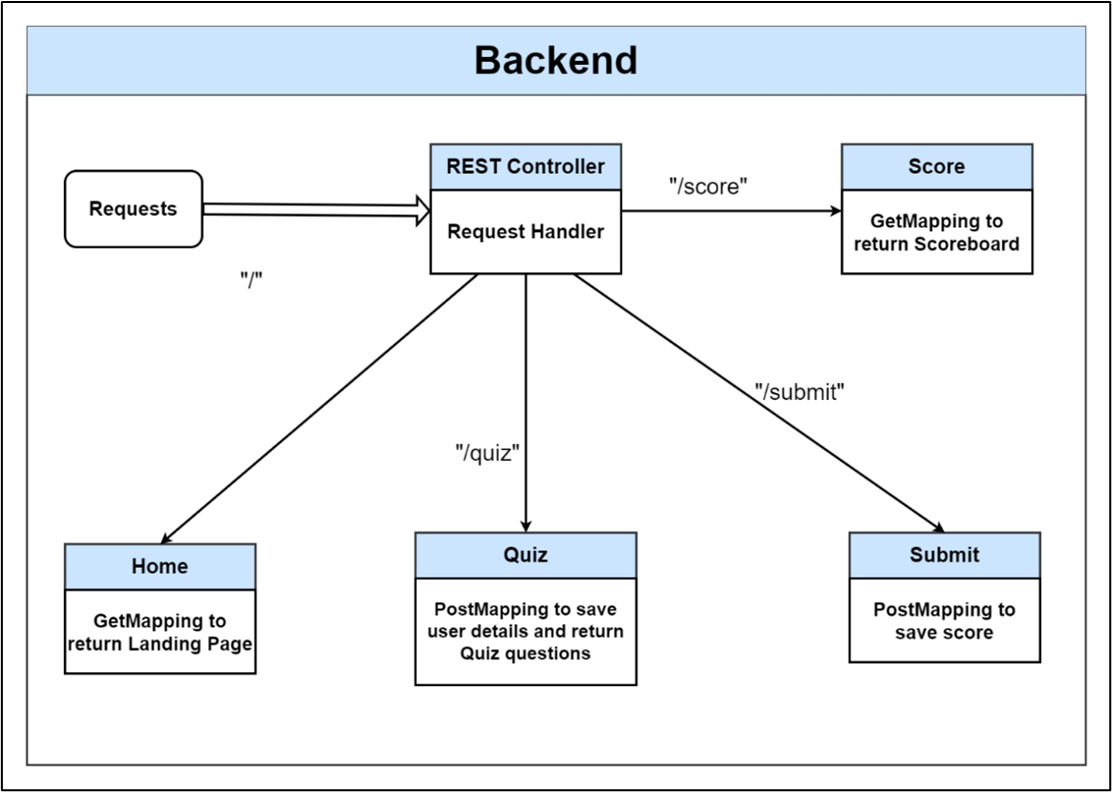 Backend
Requests
REST Controller
Request Handler
"/score"
Score
GetMapping to
return Scoreboard
"/"
"/submit"
"/quiz"
Home
GetMapping to
return Landing Page
Quiz
PostMapping to save
user details and return
Quiz questions
Submit
PostMapping to
save score